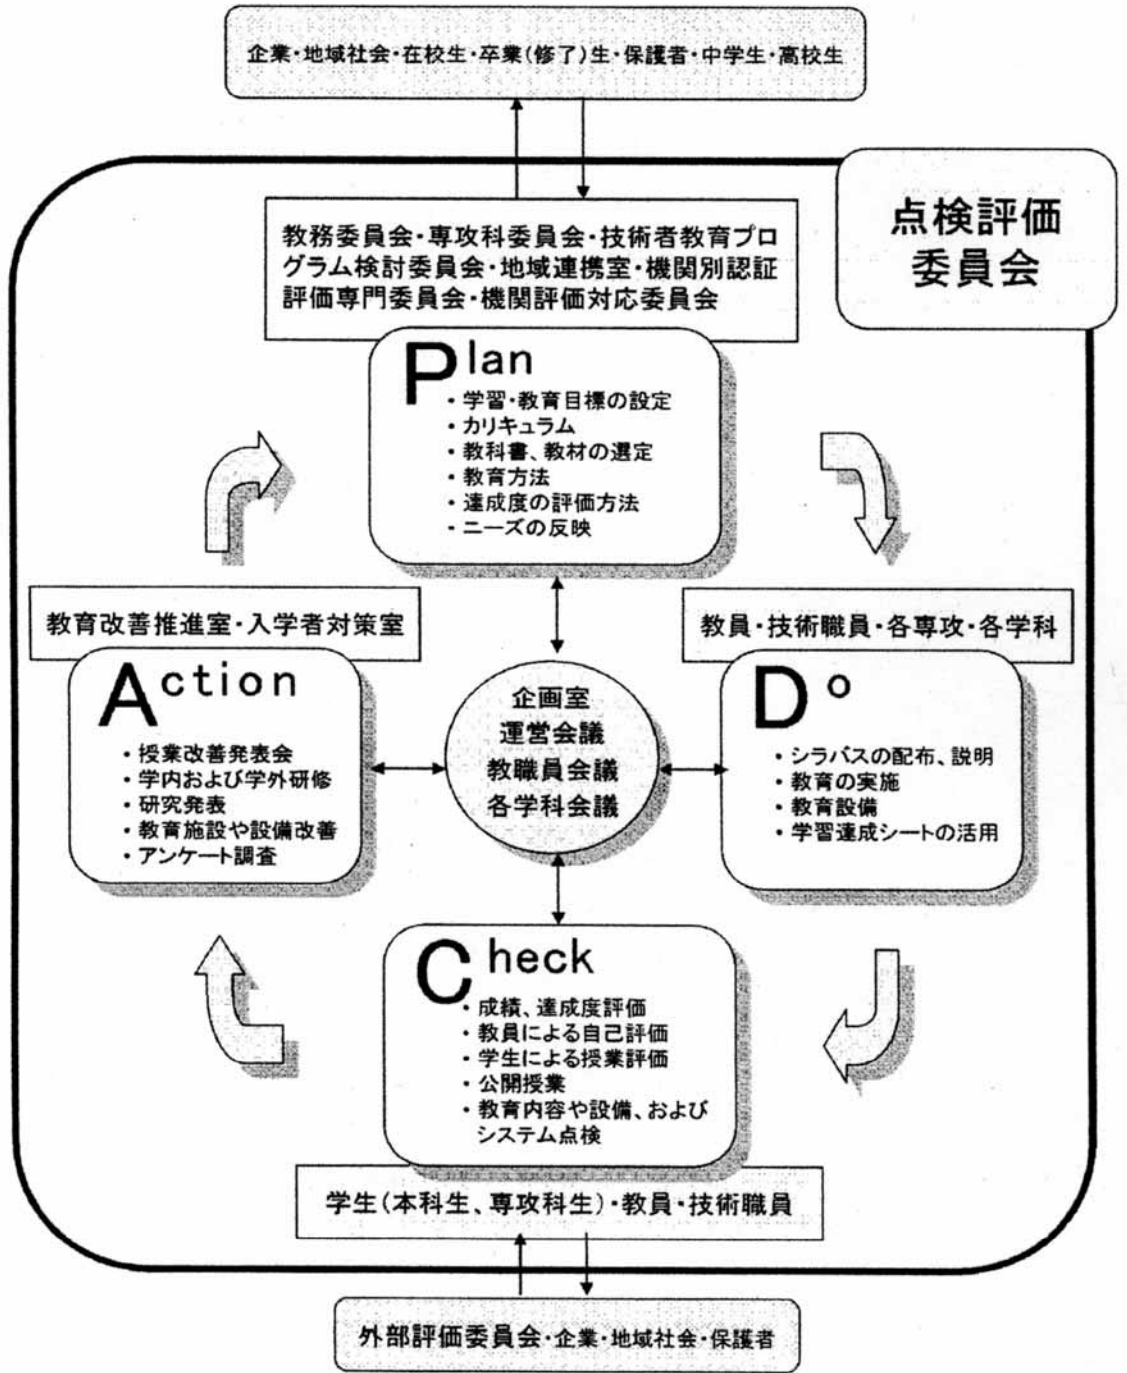 企業・地域社会・在校生・卒業(修了)生・保護者・中学生・高校生
点検評価
委員会
教務委員会・専攻科委員会・技術者教育プロ
グラム検討委員会・地域連携室・機関別認証
評価専門委員会・機関評価対応委員会
Plan
・学習・教育目標の設定
・カリキュラム
・教科書、教材の選定
・教育方法
・達成度の評価方法
・ニーズの反映
教育改善推進室・入学者対策室
Action
・授業改善発表会
・学内および学外研修
・研究発表
・教育施設や設備改善
・アンケート調査
企画室
運営会議
教職員会議
各学科会議
教員・技術職員・各専攻・各学科
Do
・シラバスの配布、説明
・教育の実施
・教育設備
・学習達成シートの活用
Check
・成績、達成度評価
・教員による自己評価
・学生による授業評価
・公開授業
・教育内容や設備、および
システム点検
学生(本科生、専攻科生)・教員・技術職員
外部評価委員会・企業・地域社会・保護者